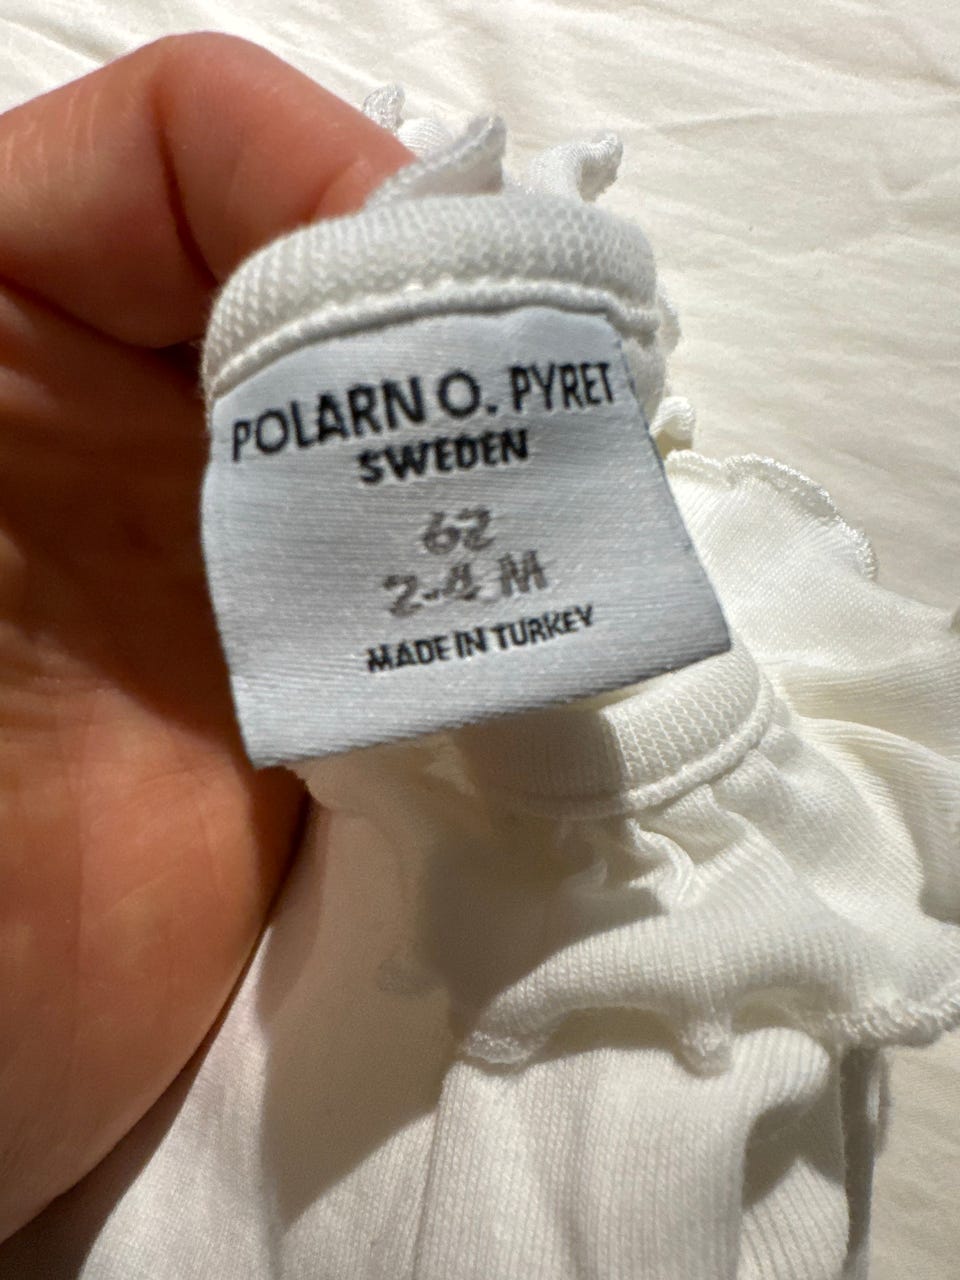 POLARN O. PYRET
SWEDEN
62
2-4 M
MADE IN TURKEY